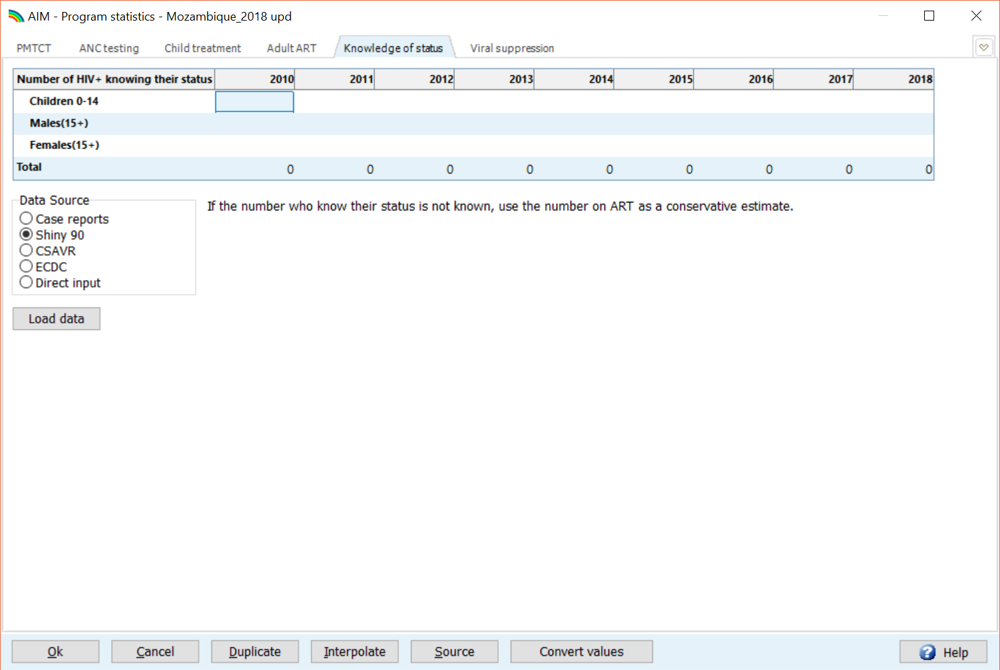 AIM - Program statistics - Mozambique_2018 upd
PMTCT ANC testing Child treatment Adult ART Knowledge of status Viral suppression
Number of HIV+ knowing their status 2010 2011 2012 2013 2014 2015 2016 2017 2018
Children 0-14
Males(15+)
Females(15+)
Total 0 0 0 0 0 0 0 0 0
Data Source
If the number who know their status is not known, use the number on ART as a conservative estimate.
Case reports
Shiny 90
CSAVR
ECDC
Direct input
Load data
Ok Cancel Duplicate Interpolate Source Convert values Help